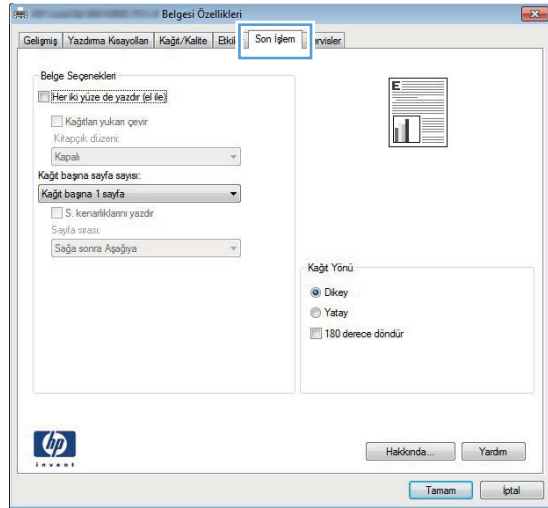 Belgesi Özellikleri
Gelişmiş Yazdırma Kısayolları Kağıt/Kalite Son İşlem
Belge Seçenekleri
Her iki yüze de yazdır (el ile)
Kağıtları yukarı çevir
Kitapçık düzeni:
Kapalı
Kağıt başına sayfa sayısı:
Kağıt başına 1 sayfa
S. kenarlıklarını yazdır
Sayfa sırası:
Sağa sonra Aşağıya
E
Kağıt Yönü
Dikey
Yatay
180 derece döndür
hp
invent
Hakkında... Yardım
Tamam İptal